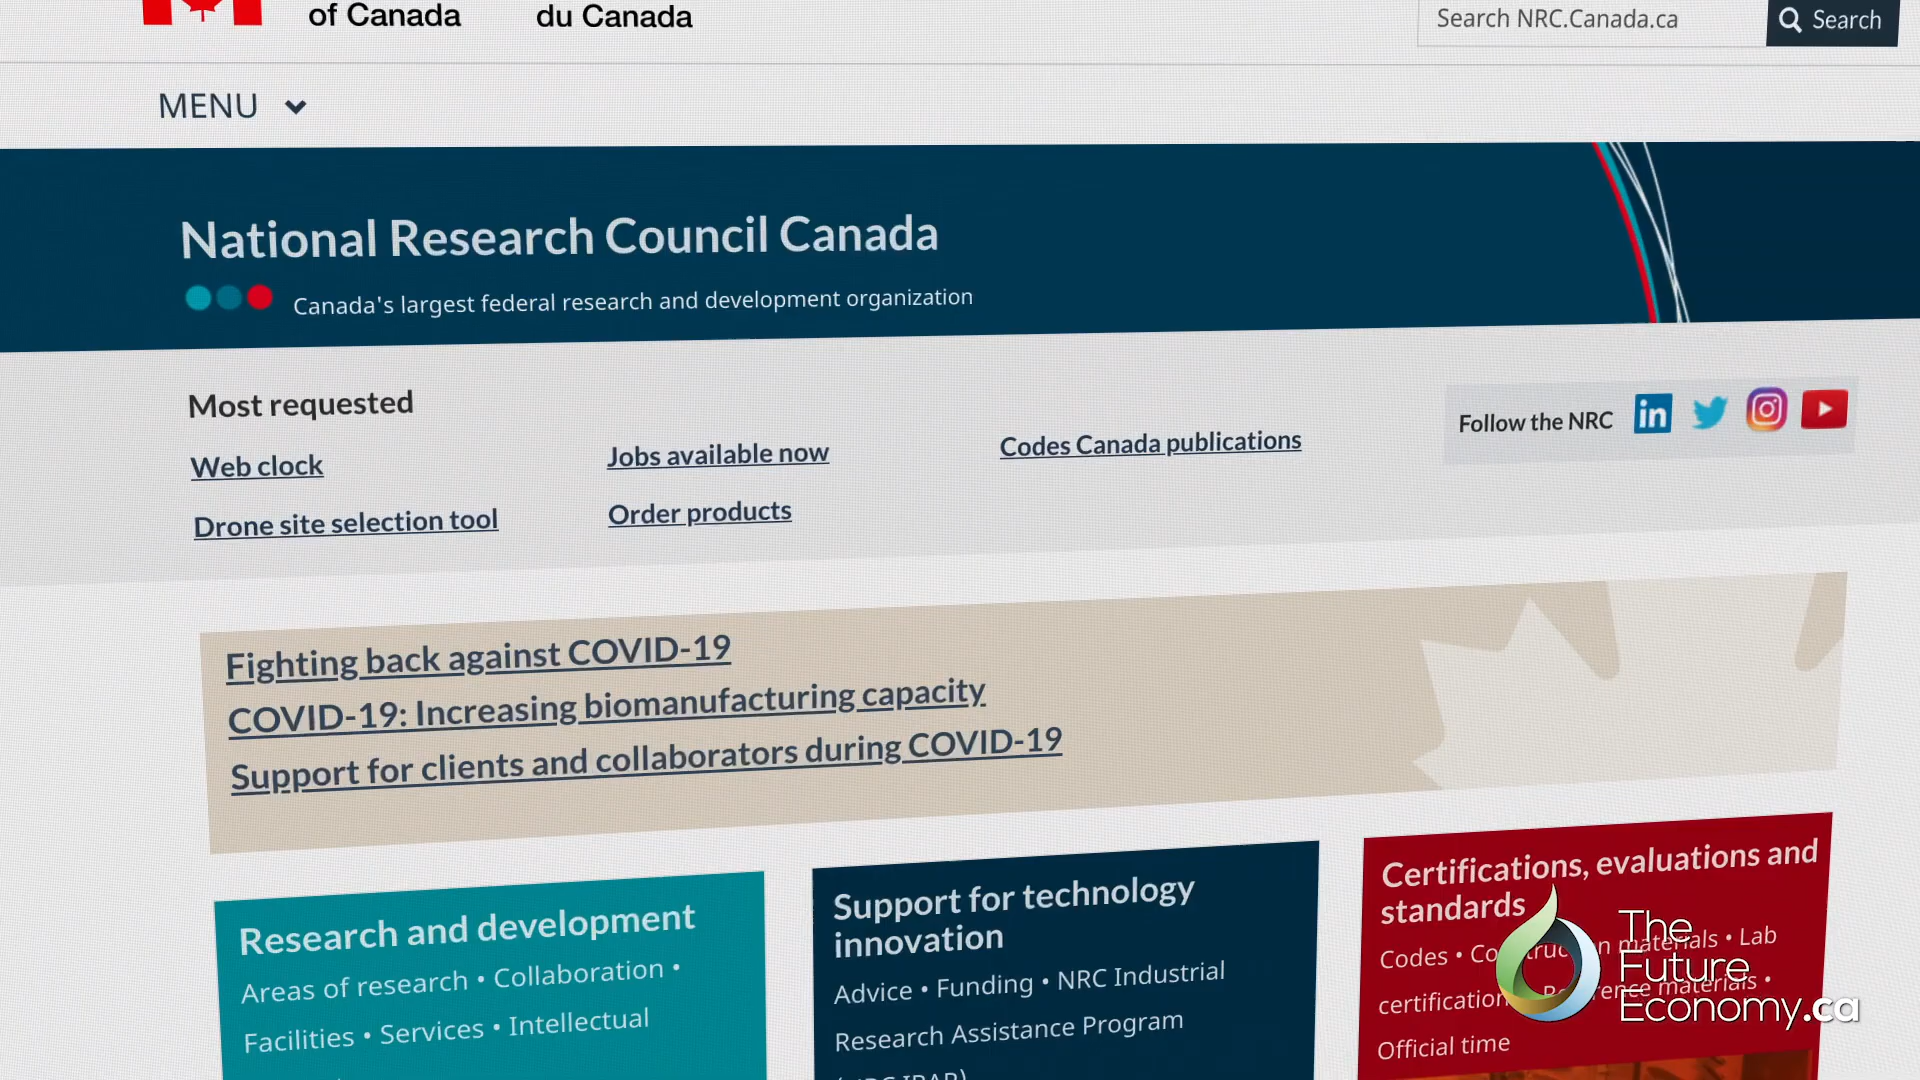 of Canada
du Canada
Search NRC.Canada.ca
Search
MENU
National Research Council Canada
Canada's largest federal research and development organization
Most requested
Web clock
Jobs available now
Codes Canada publications
Drone site selection tool
Order products
Follow the NRC
Fighting back against COVID-19
COVID-19: Increasing biomanufacturing capacity
Support for clients and collaborators during COVID-19
Research and development
Areas of research • Collaboration •
Facilities • Services • Intellectual
Support for technology
innovation
Advice • Funding • NRC Industrial
Research Assistance Program
Certifications, evaluations and
standards
Codes • Construction materials • Lab
certification • Reference materials •
Official time
The
Future
Economy.ca